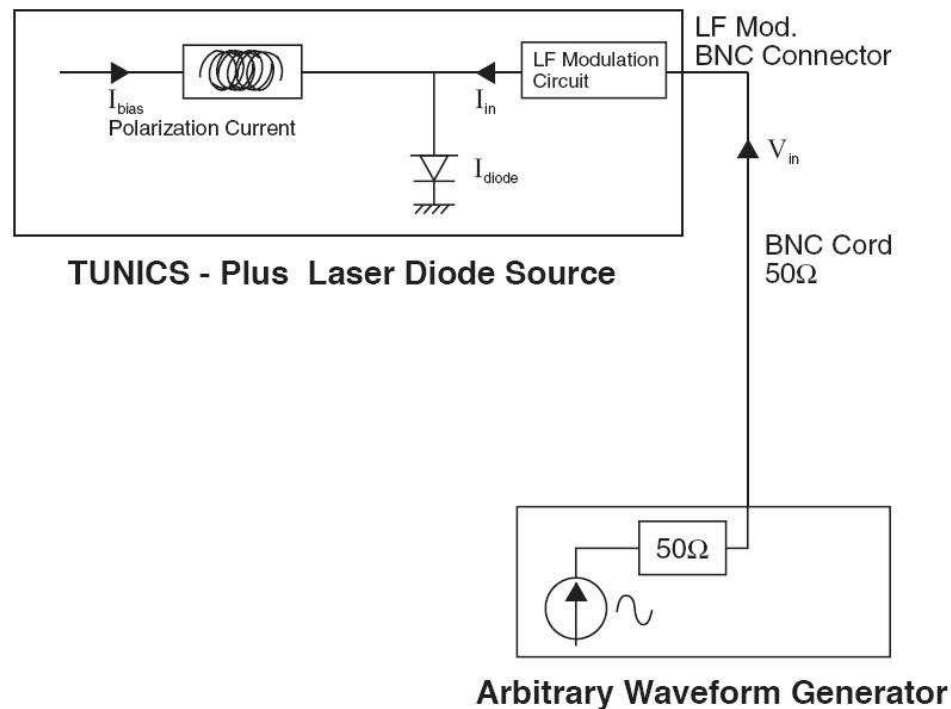 LF Mod.
BNC Connector
LF Modulation
Circuit
I bias
Polarization Current
I in
V in
I diode
BNC Cord
50Ω
TUNICS - Plus Laser Diode Source
50Ω
Arbitrary Waveform Generator